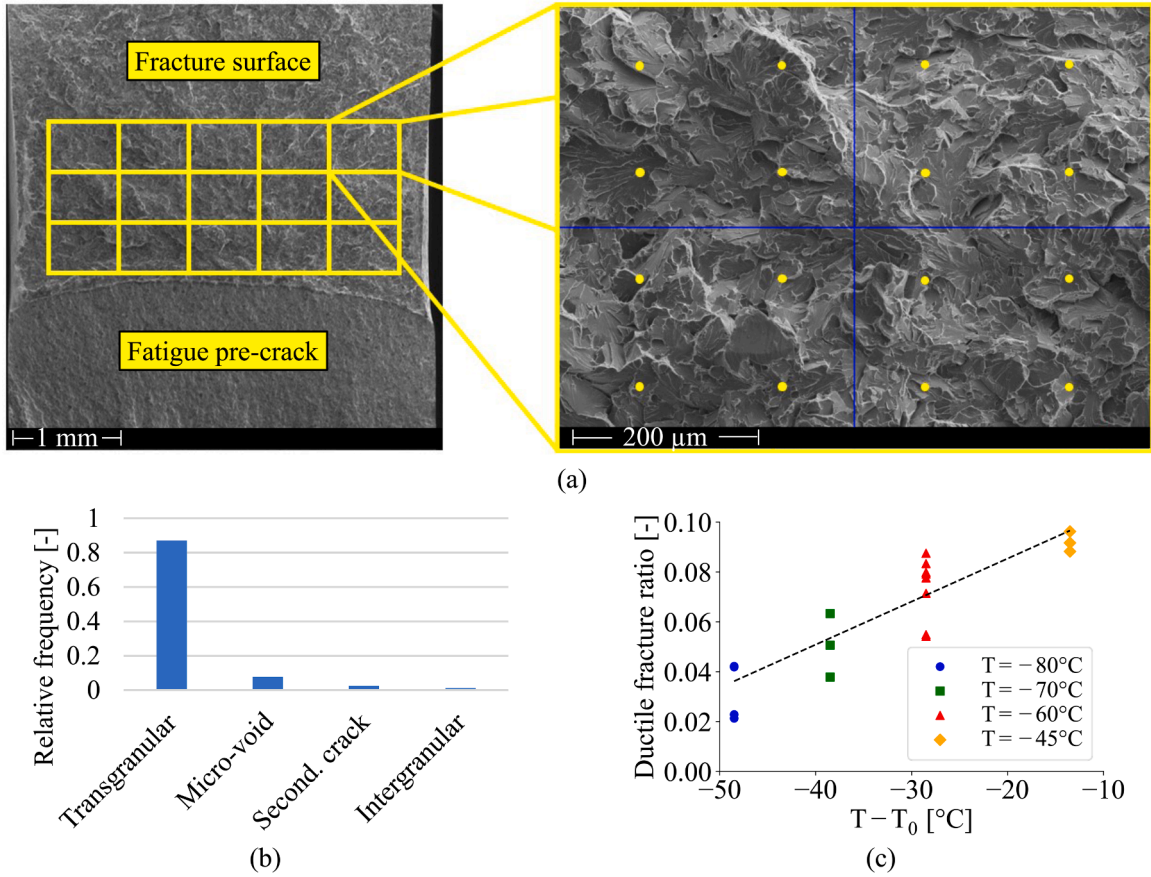 Fracture surface
Fatigue pre-crack
1 mm
200 µm
(a)
Relative frequency [-]
1
0.8
0.6
0.4
0.2
0
Transgranular
Micro-void
Second. crack
Intergranular
(b)
Ductile fracture ratio [-]
0.10
0.08
0.06
0.04
0.02
0.00
−50
−40
−30
−20
−10
T − T₀ [°C]
T = −80°C
T = −70°C
T = −60°C
T = −45°C
(c)